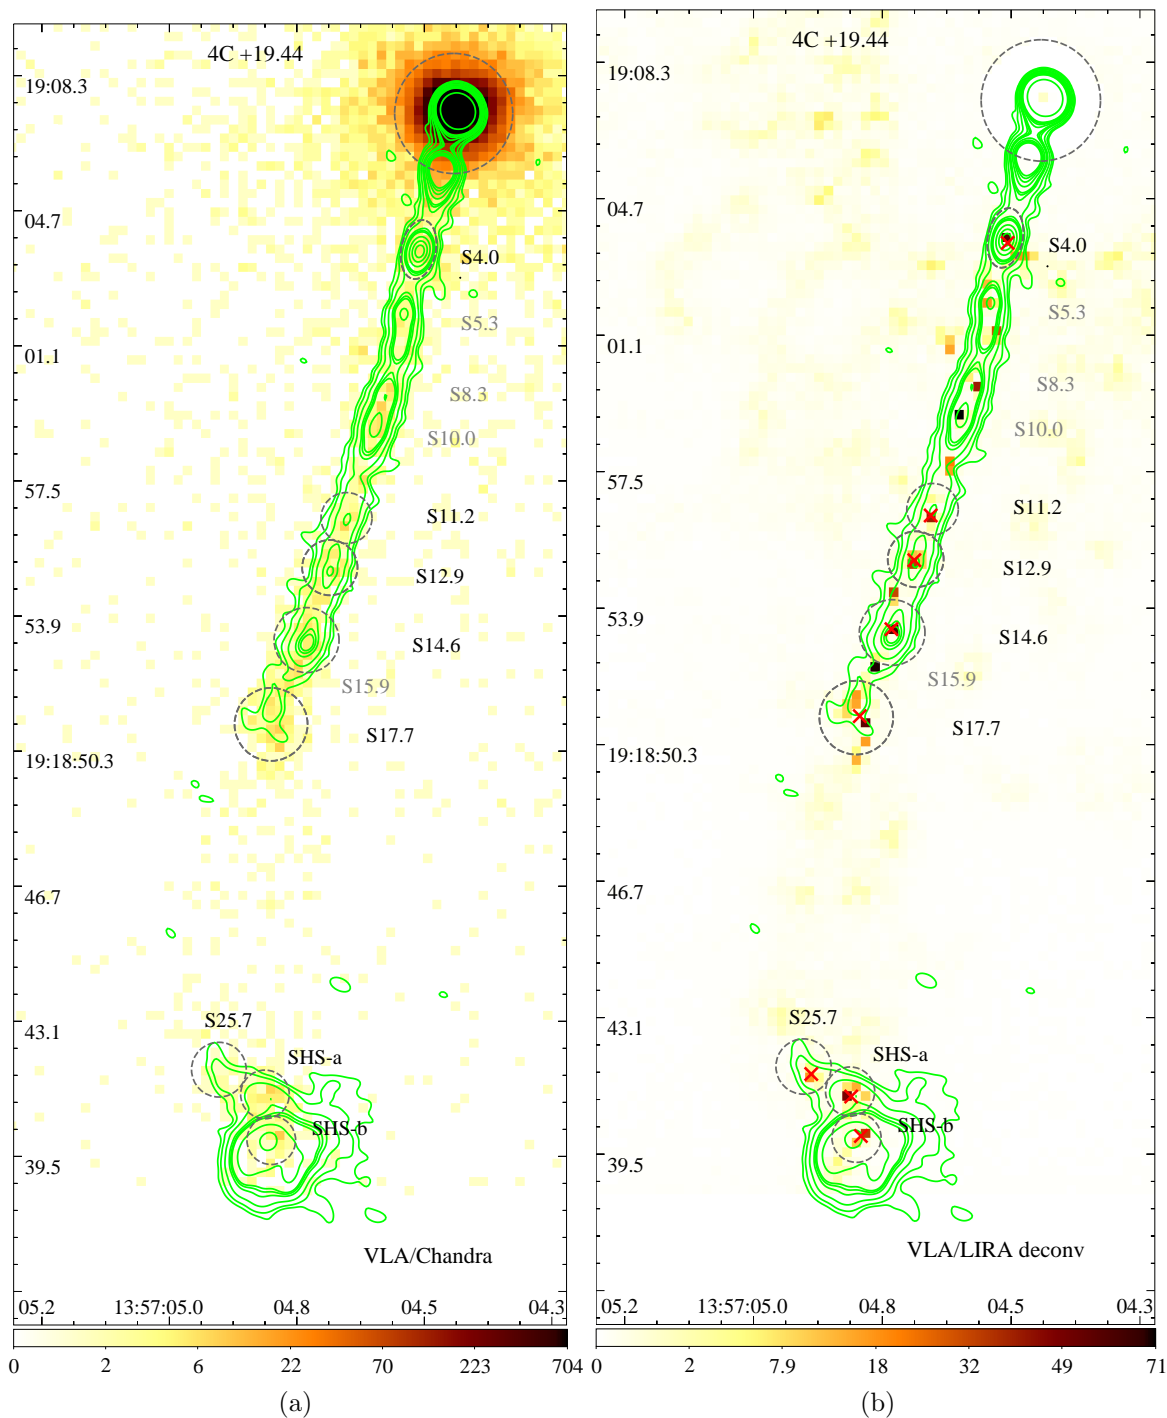 4C +19.44
19:08.3
04.7
S4.0
S5.3
01.1
S8.3
S10.0
57.5
S11.2
S12.9
53.9
S14.6
S15.9
S17.7
19:18:50.3
46.7
43.1
S25.7
SHS-a
SHS-b
39.5
VLA/Chandra
05.2 13:57:05.0 04.8 04.5 04.3
0 2 6 22 70 223 704
(a)
4C +19.44
19:08.3
04.7
S4.0
S5.3
01.1
S8.3
S10.0
57.5
S11.2
S12.9
53.9
S14.6
S15.9
S17.7
19:18:50.3
46.7
43.1
S25.7
SHS-a
SHS-b
39.5
VLA/LIRA deconv
05.2 13:57:05.0 04.8 04.5 04.3
0 2 7.9 18 32 49 71
(b)